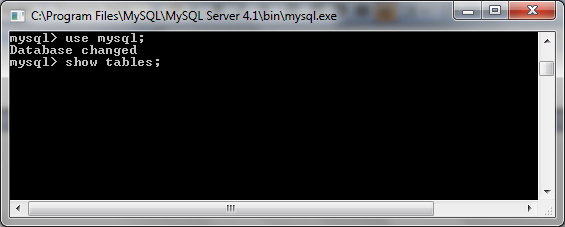 C:\Program Files\MySQL\MySQL Server 4.1\bin\mysql.exe
mysql> use mysql;
Database changed
mysql> show tables;